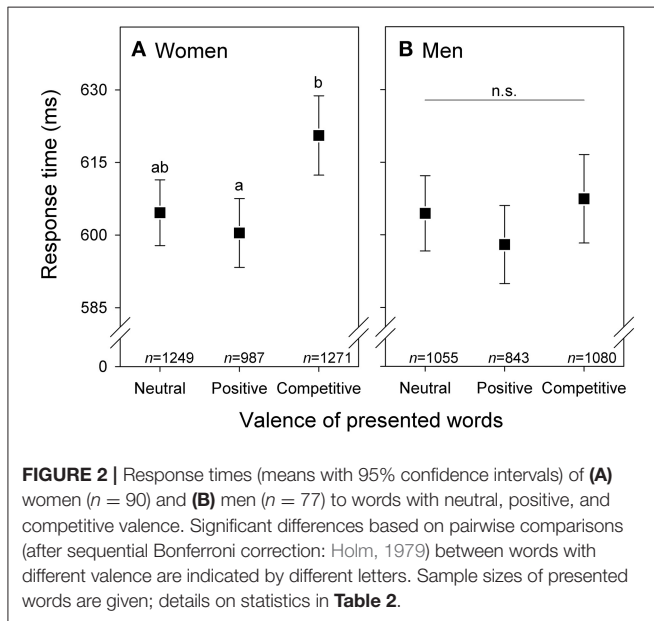 A Women
B Men
Response time (ms)
630
615
600
585
0
ab
a
b
n.s.
n=1249
n=987
n=1271
n=1055
n=843
n=1080
Neutral
Positive
Competitive
Neutral
Positive
Competitive
Valence of presented words
FIGURE 2 | Response times (means with 95% confidence intervals) of (A)
women (n = 90) and (B) men (n = 77) to words with neutral, positive, and
competitive valence. Significant differences based on pairwise comparisons
(after sequential Bonferroni correction: Holm, 1979) between words with
different valence are indicated by different letters. Sample sizes of presented
words are given; details on statistics in Table 2.